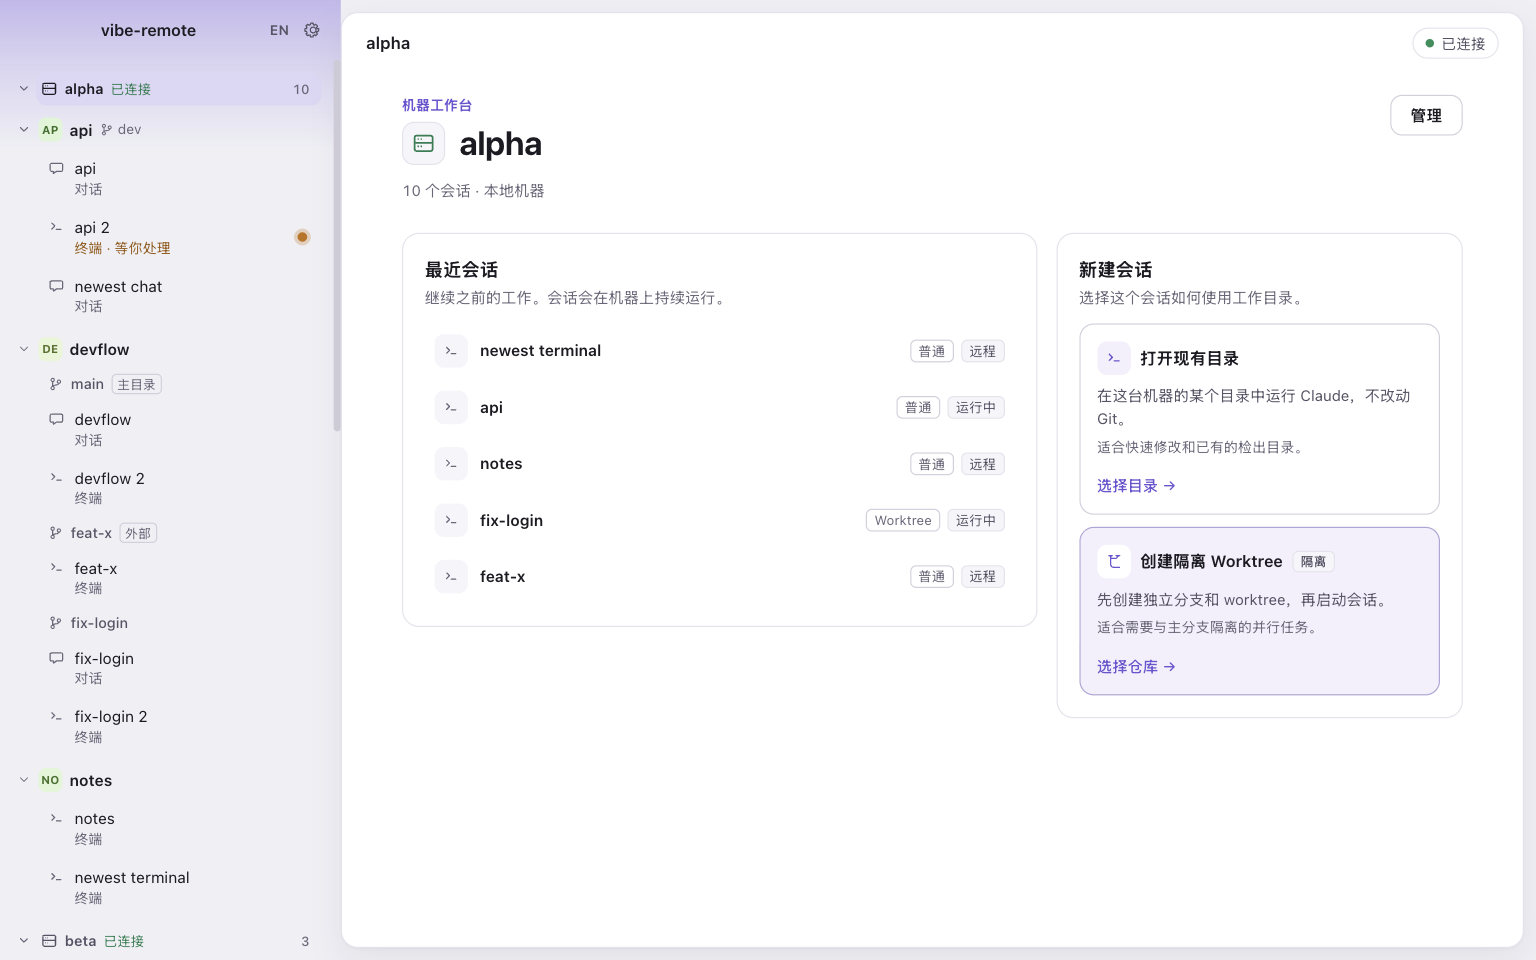 vibe-remote
EN
alpha 已连接
10
AP api dev
api
对话
api 2
终端 · 等你处理
newest chat
对话
DE devflow
main 主目录
devflow
对话
devflow 2
终端
feat-x 外部
feat-x
终端
fix-login
fix-login
对话
fix-login 2
终端
NO notes
notes
终端
newest terminal
终端
beta 已连接
3
alpha
已连接
机器工作台
alpha
管理
10 个会话 · 本地机器
最近会话
继续之前的工作。会话会在机器上持续运行。
newest terminal 普通 远程
api 普通 运行中
notes 普通 远程
fix-login Worktree 运行中
feat-x 普通 远程
新建会话
选择这个会话如何使用工作目录。
打开现有目录
在这台机器的某个目录中运行 Claude，不改动
Git。
适合快速修改和已有的检出目录。
选择目录 →
创建隔离 Worktree 隔离
先创建独立分支和 worktree，再启动会话。
适合需要与主分支隔离的并行任务。
选择仓库 →